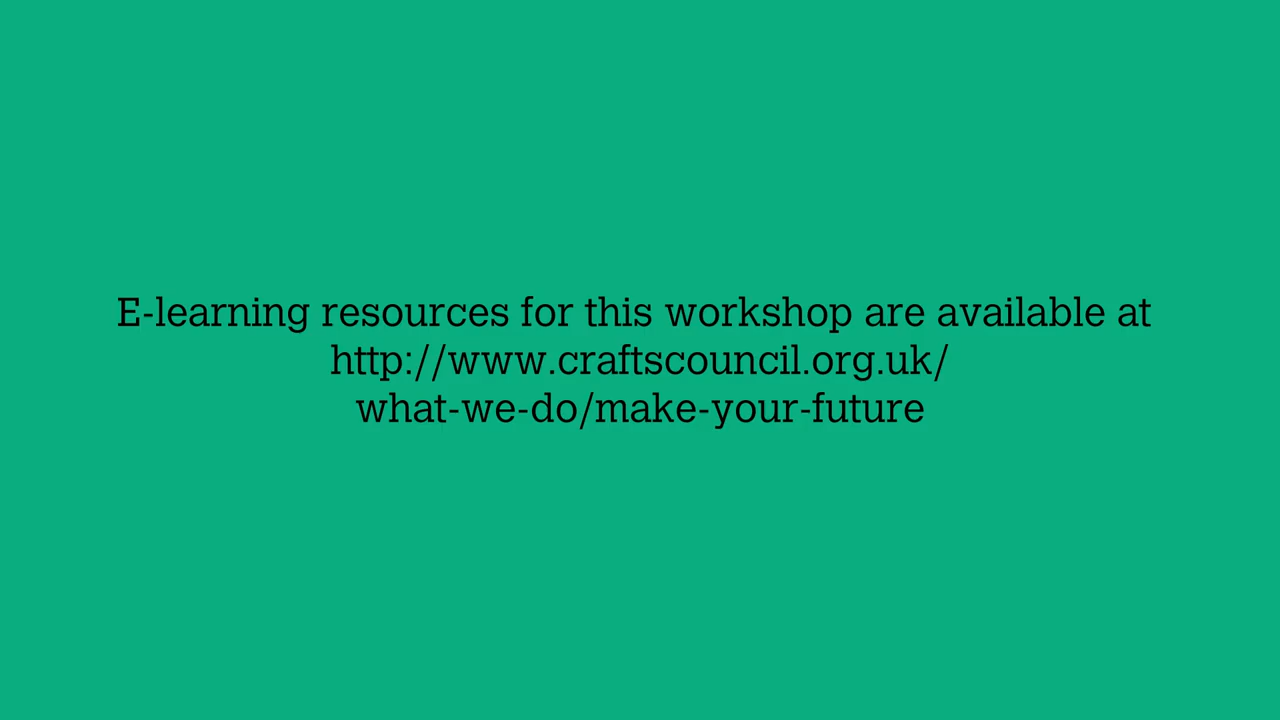 E-learning resources for this workshop are available at
http://www.craftscouncil.org.uk/
what-we-do/make-your-future